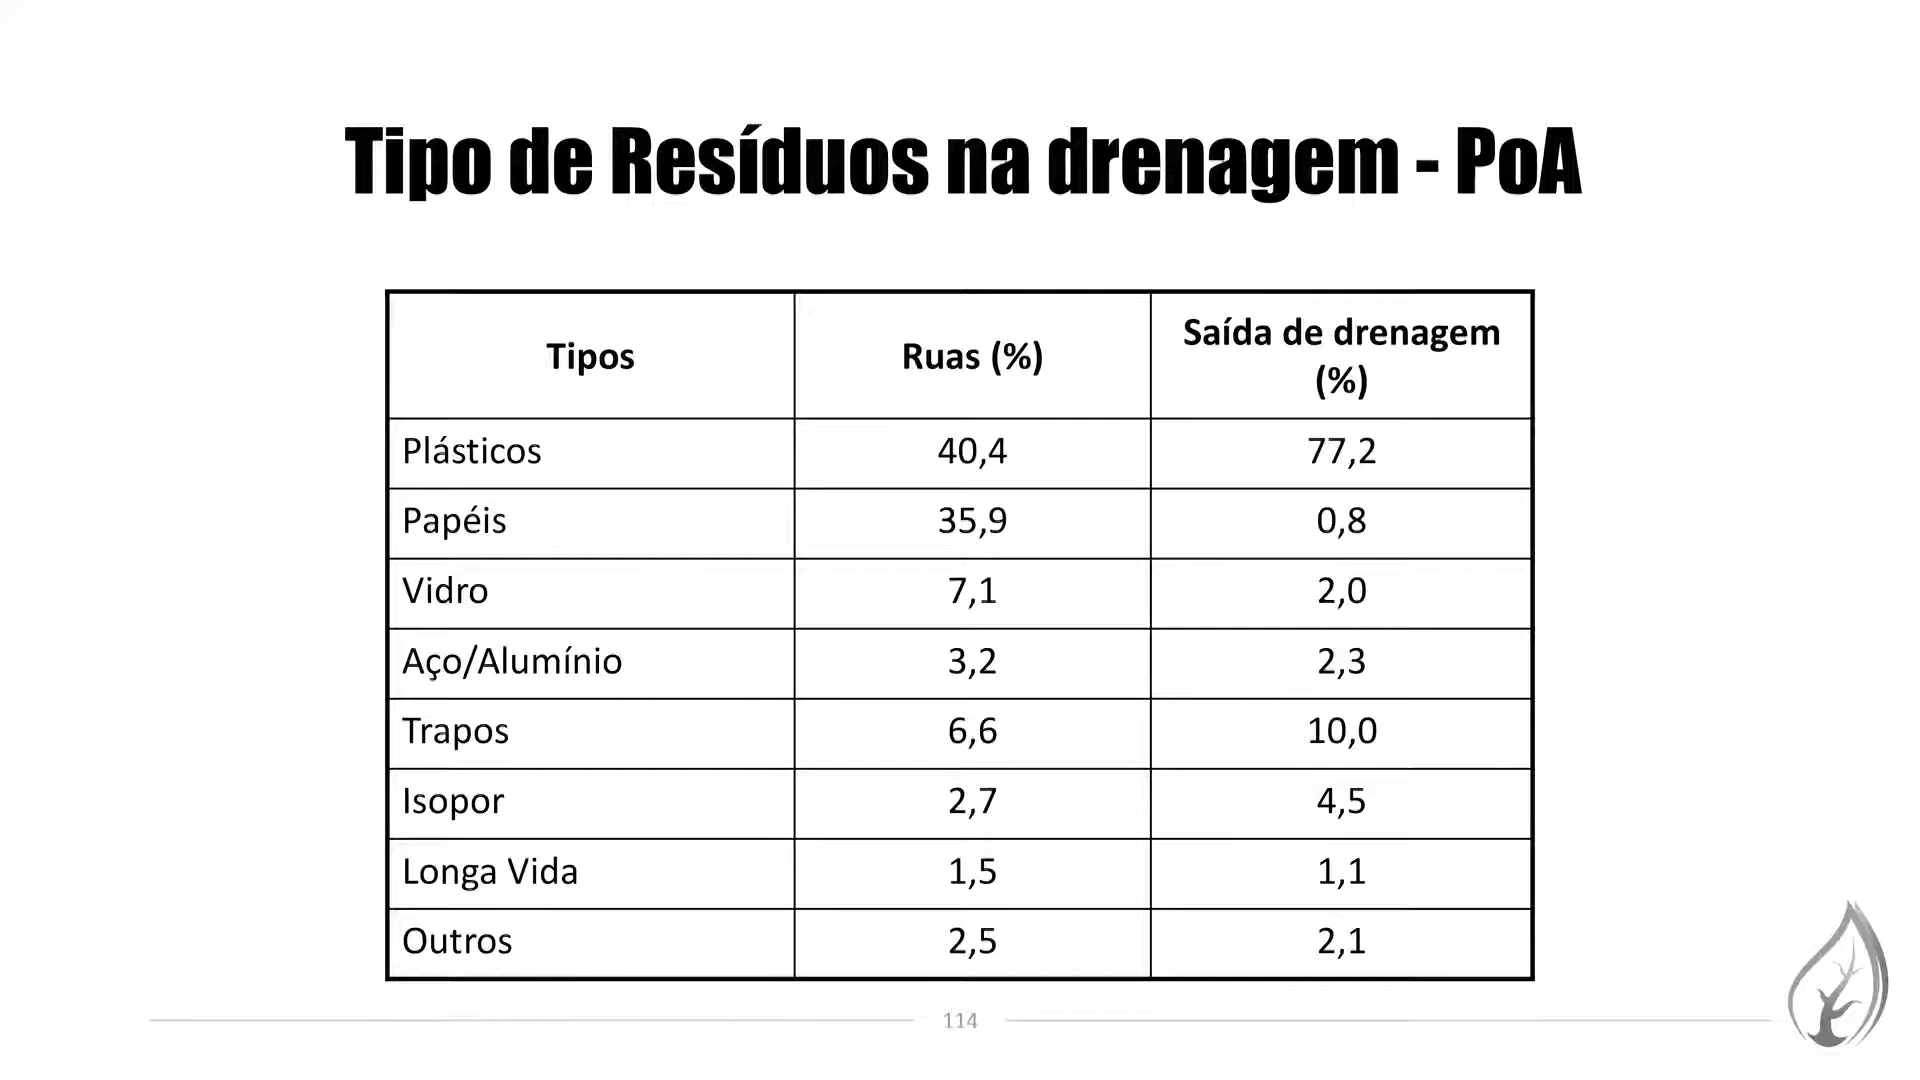 Tipo de Resíduos na drenagem - PoA
Tipos Ruas (%) Saída de drenagem
(%)
Plásticos 40,4 77,2
Papéis 35,9 0,8
Vidro 7,1 2,0
Aço/Alumínio 3,2 2,3
Trapos 6,6 10,0
Isopor 2,7 4,5
Longa Vida 1,5 1,1
Outros 2,5 2,1
114